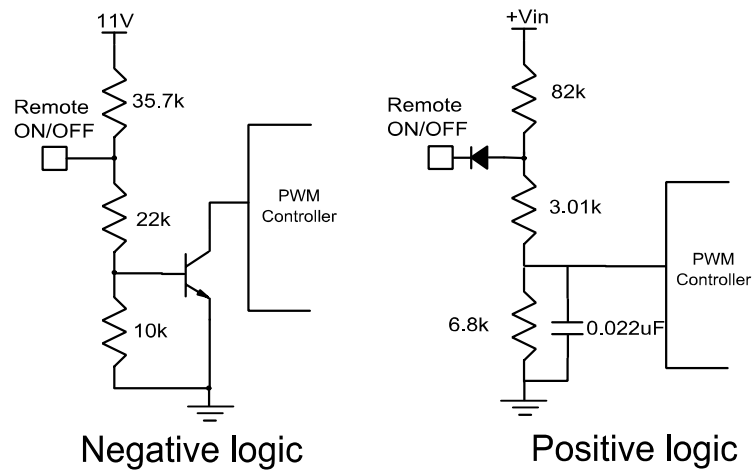 11V
35.7k
Remote
ON/OFF
22k
PWM
Controller
10k
Negative logic
+Vin
82k
Remote
ON/OFF
3.01k
PWM
Controller
6.8k
0.022uF
Positive logic